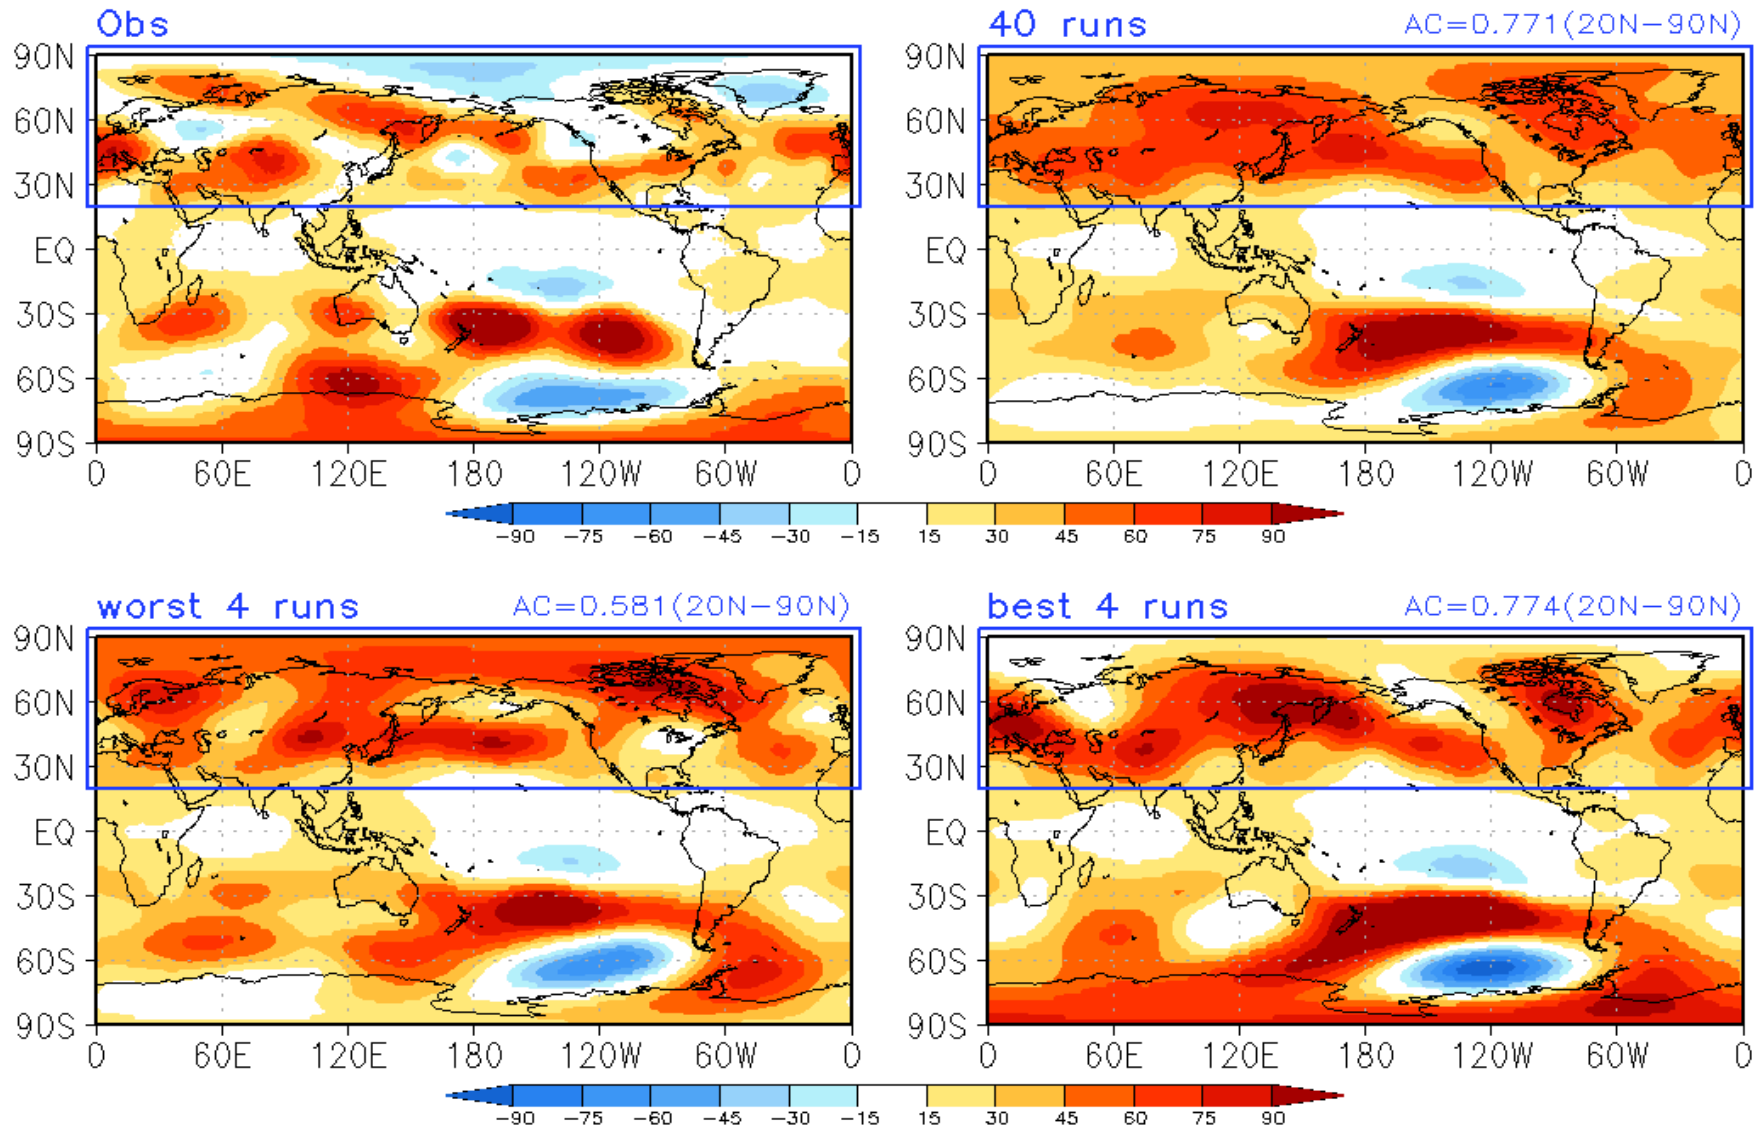 Obs
40 runs AC=0.771(20N−90N)
90N 90N
60N 60N
30N 30N
EQ EQ
30S 30S
60S 60S
90S 90S
0 60E 120E 180 120W 60W 0 0 60E 120E 180 120W 60W 0
−90 −75 −60 −45 −30 −15 15 30 45 60 75 90
worst 4 runs AC=0.581(20N−90N) best 4 runs AC=0.774(20N−90N)
90N 90N
60N 60N
30N 30N
EQ EQ
30S 30S
60S 60S
90S 90S
0 60E 120E 180 120W 60W 0 0 60E 120E 180 120W 60W 0
−90 −75 −60 −45 −30 −15 15 30 45 60 75 90